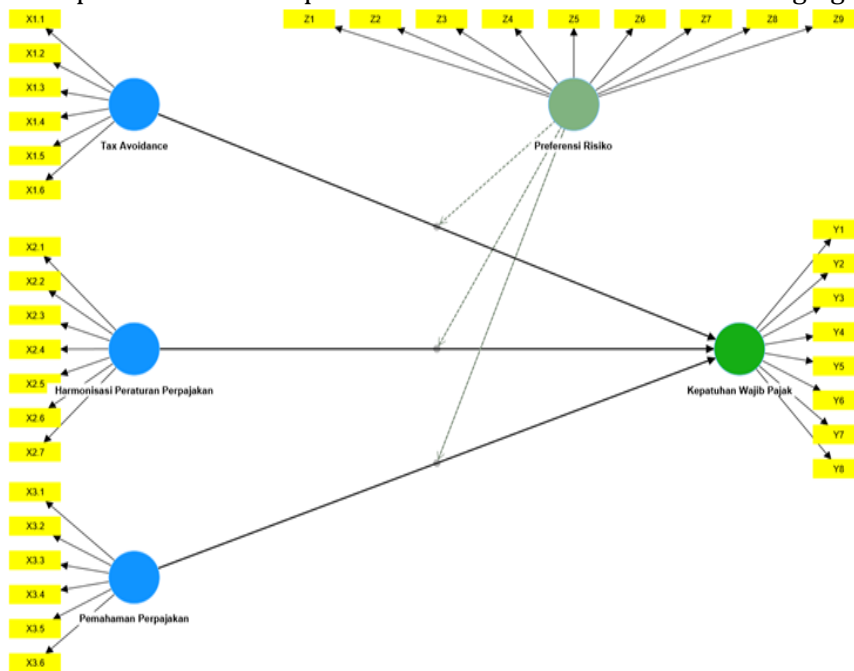 X1.1
X1.2
X1.3
X1.4
X1.5
X1.6
Tax Avoidance
Z1
Z2
Z3
Z4
Z5
Z6
Z7
Z8
Z9
Preferensi Risiko
X2.1
X2.2
X2.3
X2.4
X2.5
X2.6
X2.7
Harmonisasi Peraturan Perpajakan
Y1
Y2
Y3
Y4
Y5
Y6
Y7
Y8
Kepatuhan Wajib Pajak
X3.1
X3.2
X3.3
X3.4
X3.5
X3.6
Pemahaman Perpajakan